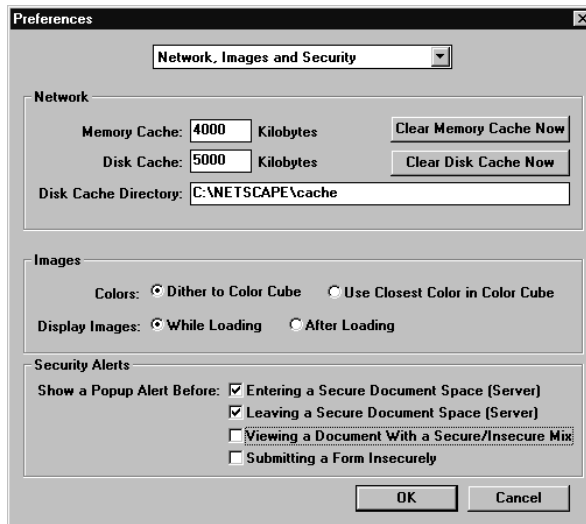 Preferences
Network, Images and Security
Network
Memory Cache: 4000 Kilobytes Clear Memory Cache Now
Disk Cache: 5000 Kilobytes Clear Disk Cache Now
Disk Cache Directory: C:\NETSCAPE\cache
Images
Colors: Dither to Color Cube Use Closest Color in Color Cube
Display Images: While Loading After Loading
Security Alerts
Show a Popup Alert Before: Entering a Secure Document Space (Server)
Leaving a Secure Document Space (Server)
Viewing a Document With a Secure/Insecure Mix
Submitting a Form Insecurely
OK Cancel